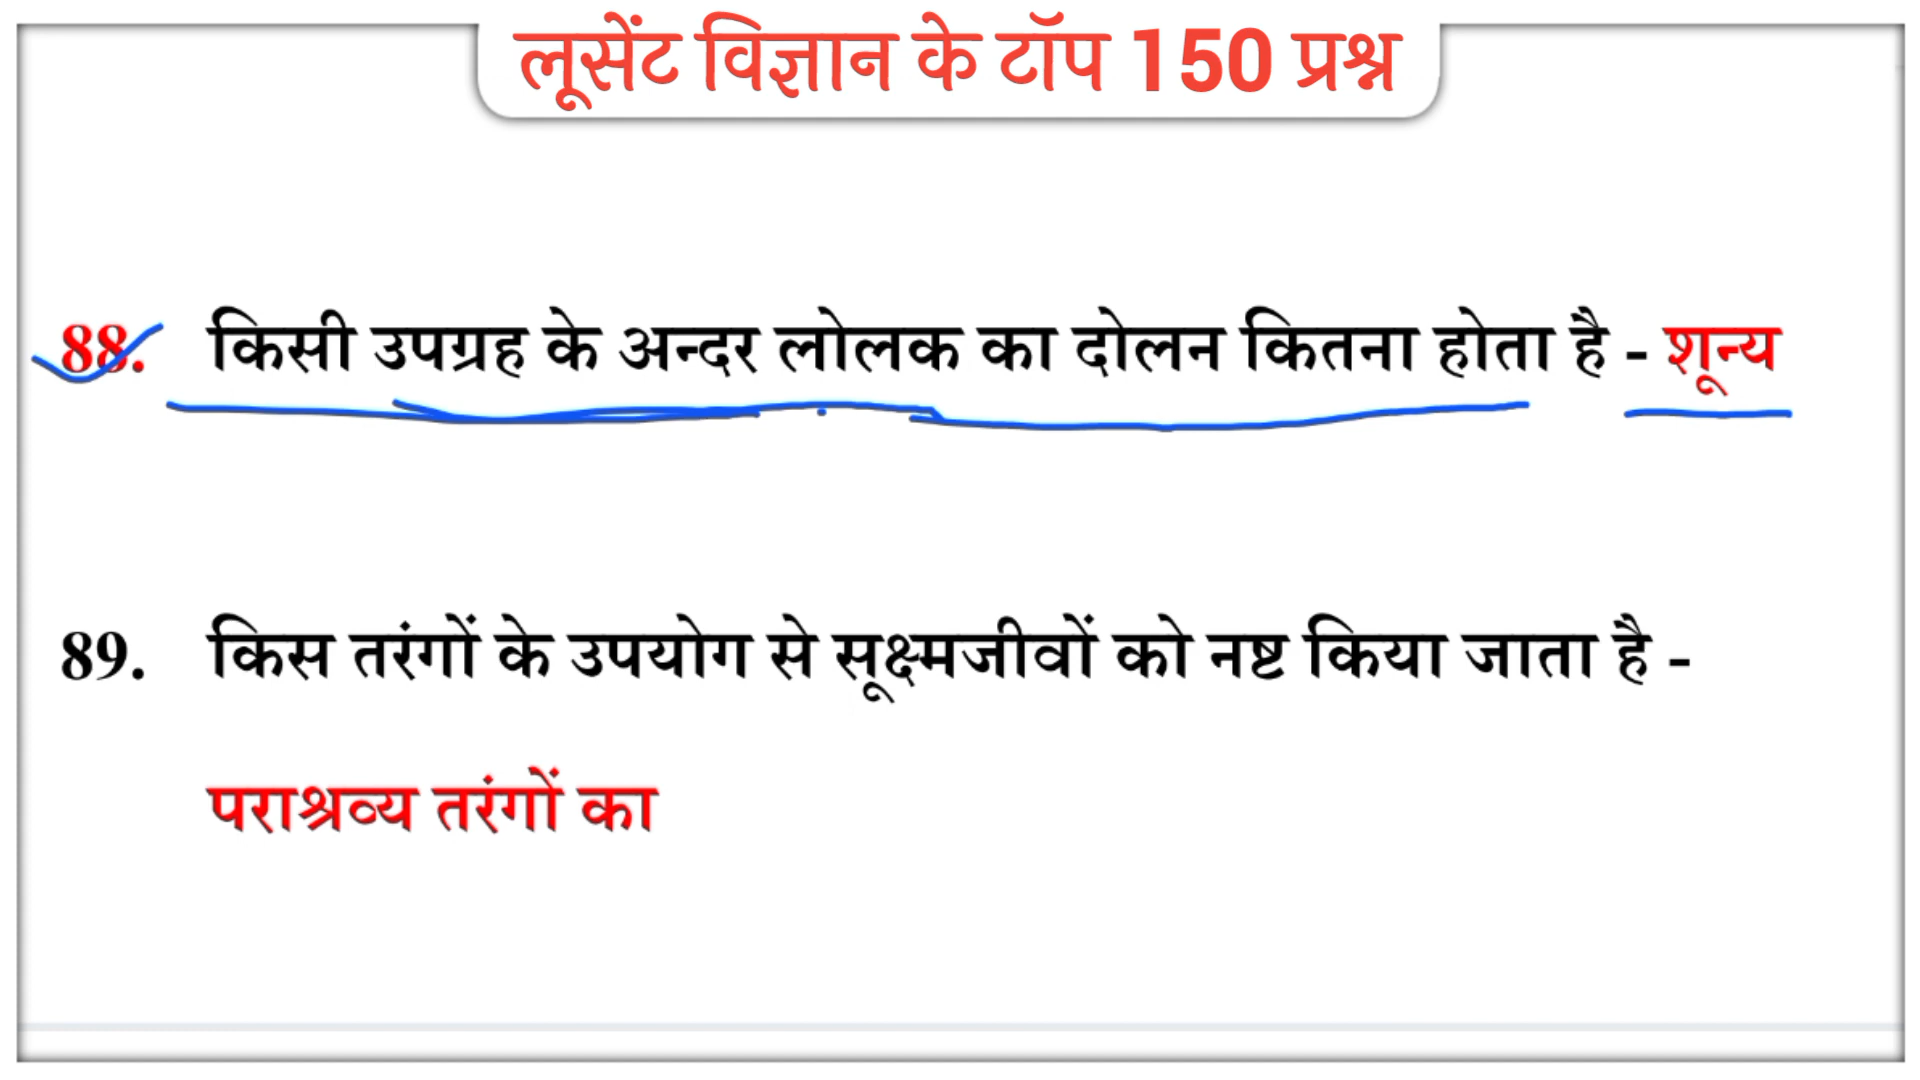 लूसेंट विज्ञान के टॉप 150 प्रश्न
88. किसी उपग्रह के अन्दर लोलक का दोलन कितना होता है - शून्य
89. किस तरंगों के उपयोग से सूक्ष्मजीवों को नष्ट किया जाता है -
पराश्रव्य तरंगों का